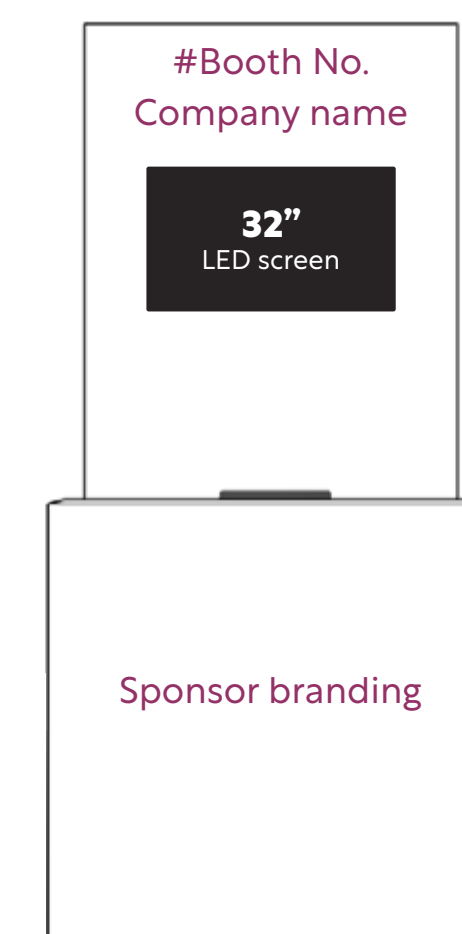 #Booth No.
Company name
32”
LED screen
Sponsor branding